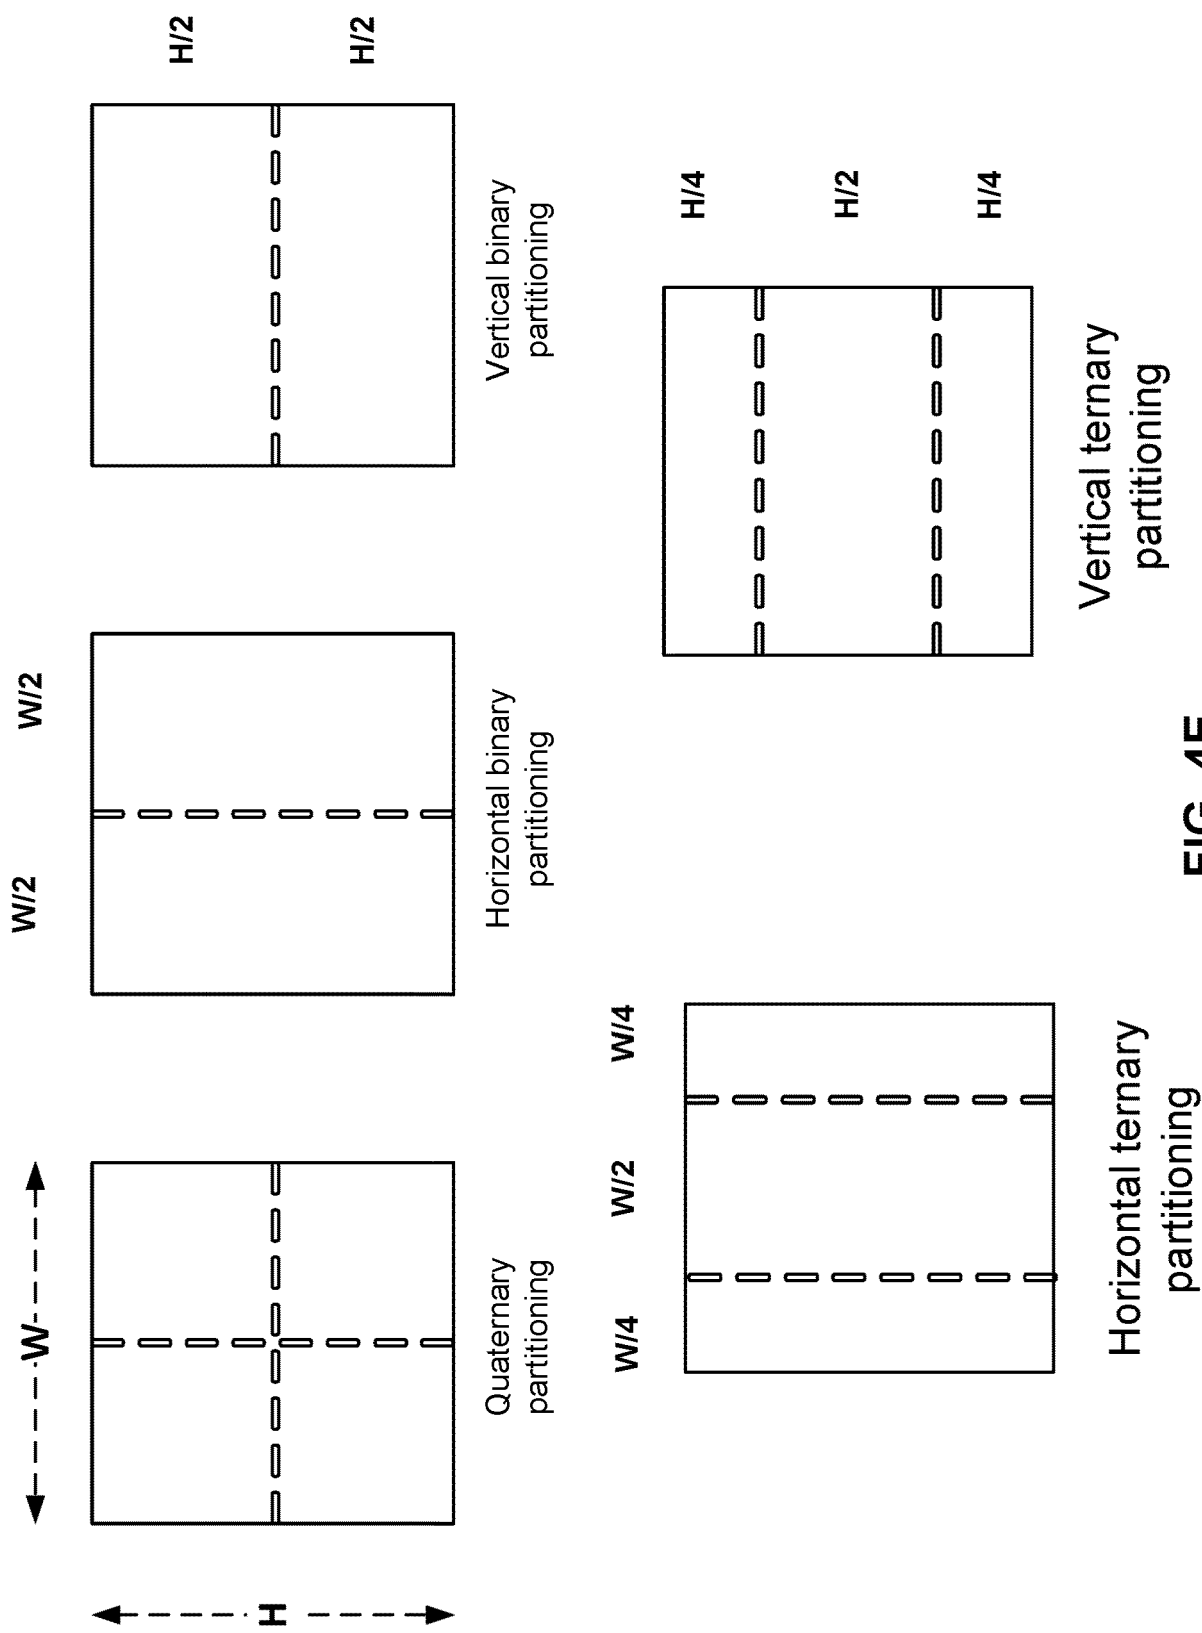 W
W/2
W/2
H/2
H
H/2
Quaternary
partitioning
Horizontal binary
partitioning
Vertical binary
partitioning
W/4
W/2
W/4
H/4
H/2
H/4
Horizontal ternary
partitioning
Vertical ternary
partitioning
FIG.